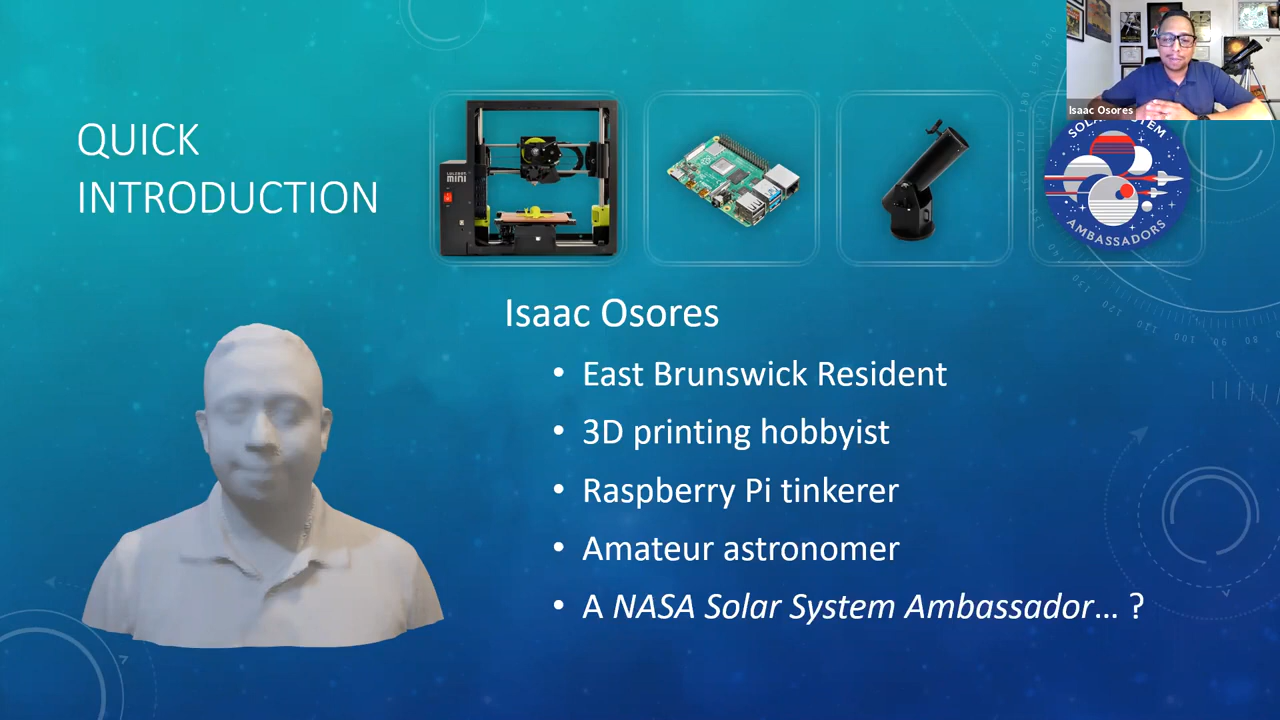 QUICK
INTRODUCTION
Isaac Osores
mini
SOLAR SYSTEM
AMBASSADORS
Isaac Osores
• East Brunswick Resident
• 3D printing hobbyist
• Raspberry Pi tinkerer
• Amateur astronomer
• A NASA Solar System Ambassador... ?